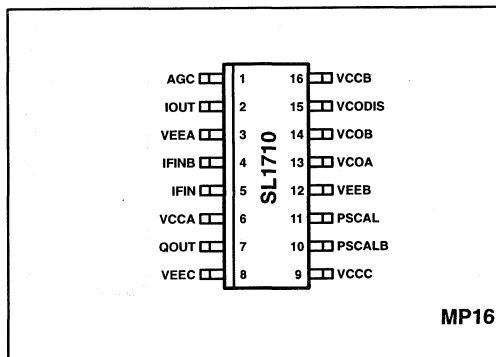 AGC 1 16 VCCB
IOUT 2 15 VCODIS
VEEA 3 14 VCOB
IFINB 4 13 VCOA
IFIN 5 12 VEEB
VCCA 6 11 PSCAL
QOUT 7 10 PSCALB
VEEC 8 9 VCCC
SL1710
MP16